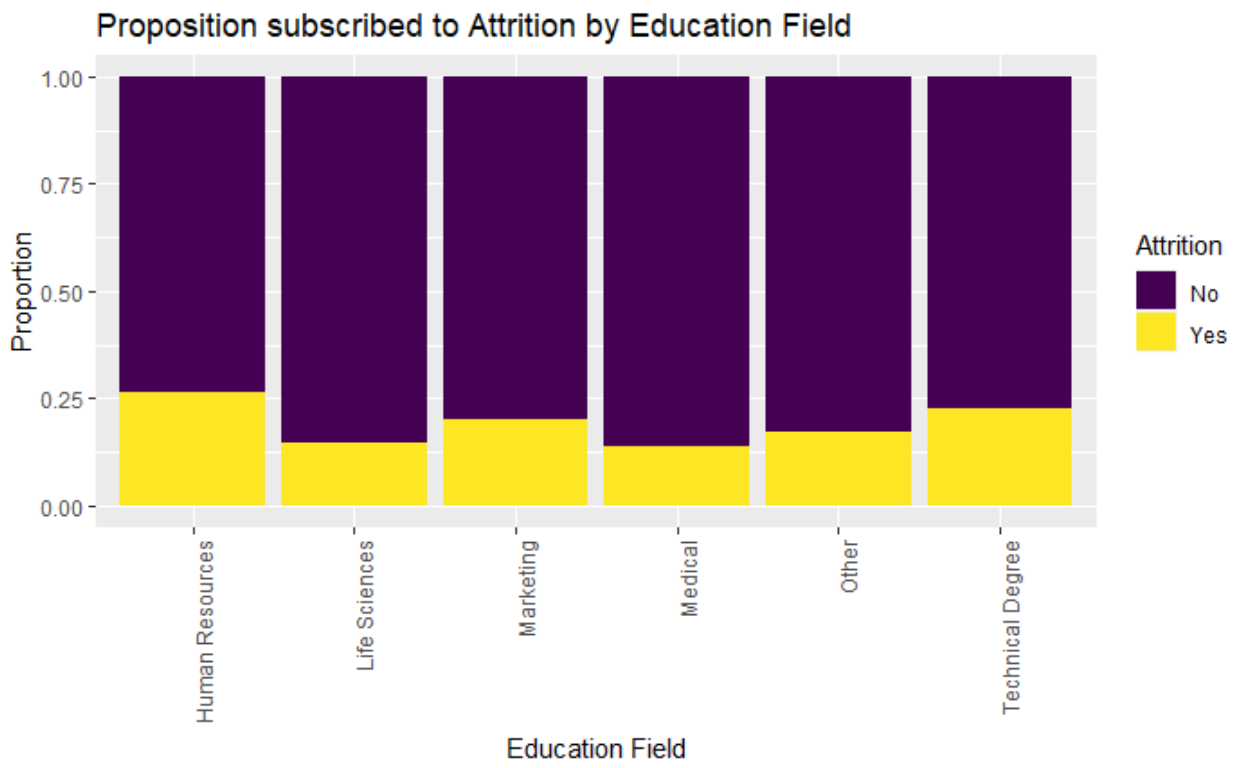 Proposition subscribed to Attrition by Education Field
1.00
0.75
0.50
0.25
0.00
Proportion
Human Resources
Life Sciences
Marketing
Medical
Other
Technical Degree
Education Field
Attrition
No
Yes